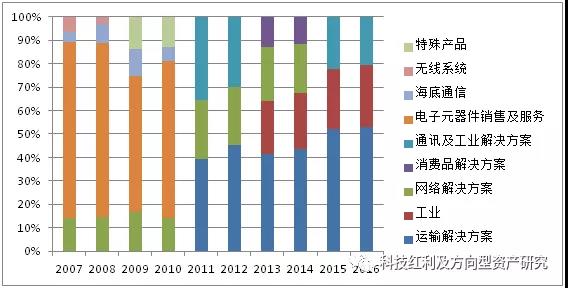 100%
90%
80%
70%
60%
50%
40%
30%
20%
10%
0%
2007 2008 2009 2010 2011 2012 2013 2014 2015 2016
特殊产品
无线系统
海底通信
电子元器件销售及服务
通讯及工业解决方案
消费品解决方案
网络解决方案
工业
运输解决方案
科技红利及方向型资产研究